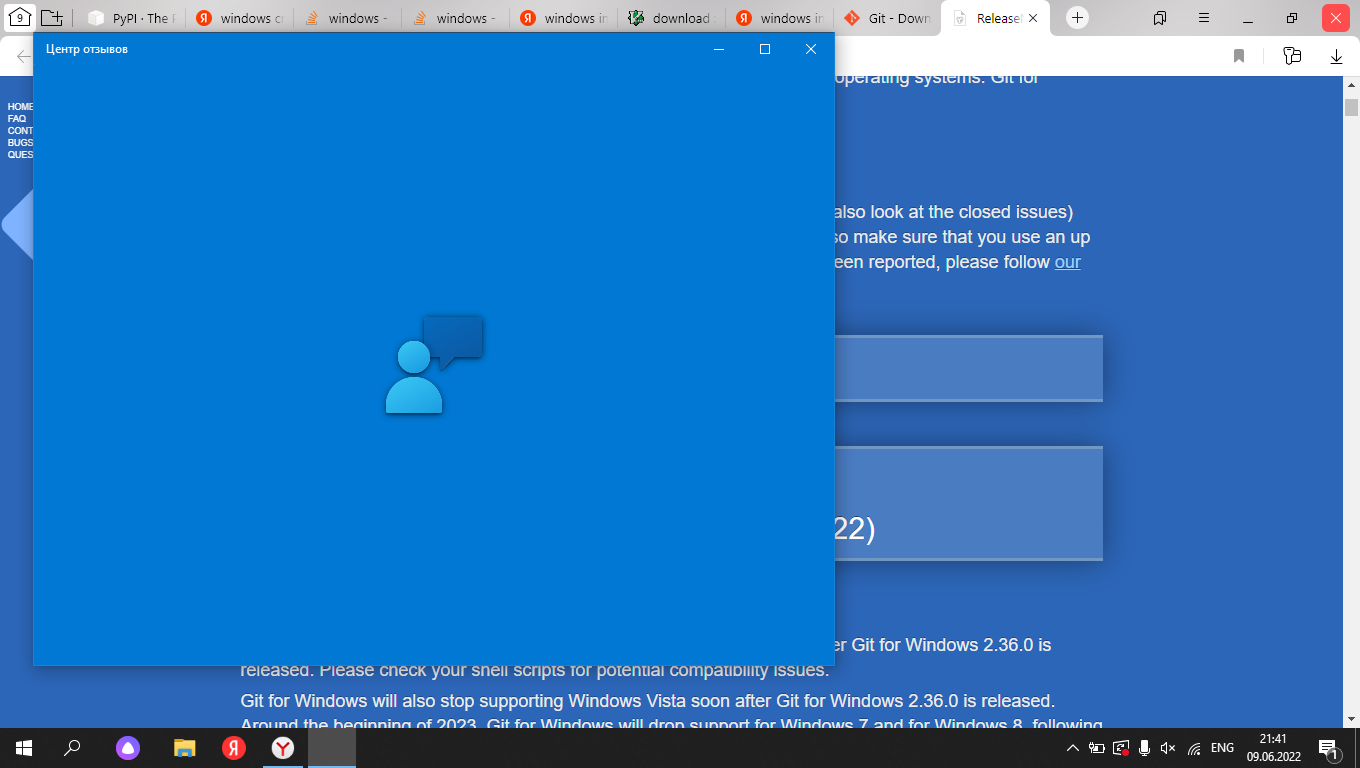 9
PyPI · The P
windows cr
windows -
windows -
windows in
download
windows in
Git - Down
Release
Центр отзывов
operating systems. Git for
HOME
FAQ
CONT
BUGS
QUES
also look at the closed issues)
so make sure that you use an up
een reported, please follow our
22)
er Git for Windows 2.36.0 is
released. Please check your shell scripts for potential compatibility issues.
Git for Windows will also stop supporting Windows Vista soon after Git for Windows 2.36.0 is released.
Around the beginning of 2023, Git for Windows will drop support for Windows 7 and for Windows 8, following
ENG
21:41
09.06.2022
1